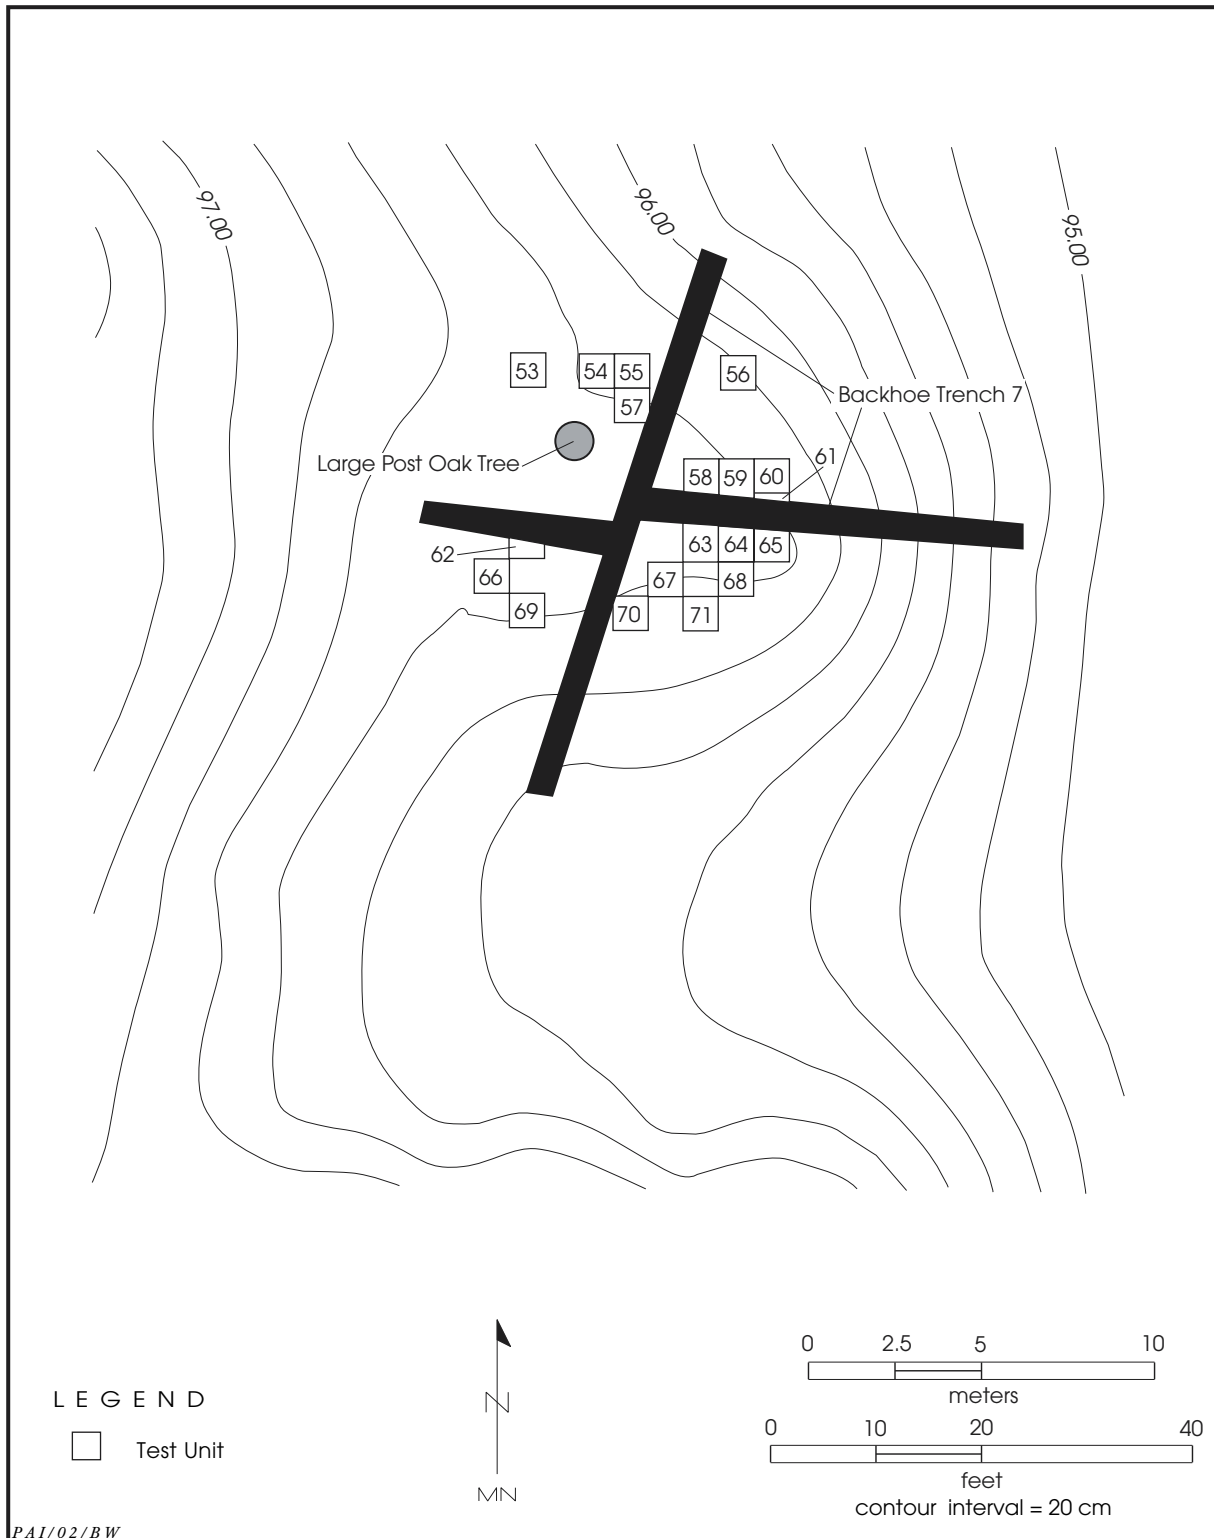 97.00
96.00
95.00
53
54
55
56
57
Backhoe Trench 7
Large Post Oak Tree
58
59
60
61
62
63
64
65
66
67
68
69
70
71
0 2.5 5 10
meters
0 10 20 40
feet
contour interval = 20 cm
LEGEND
Test Unit
N
MN
PAI/02/BW